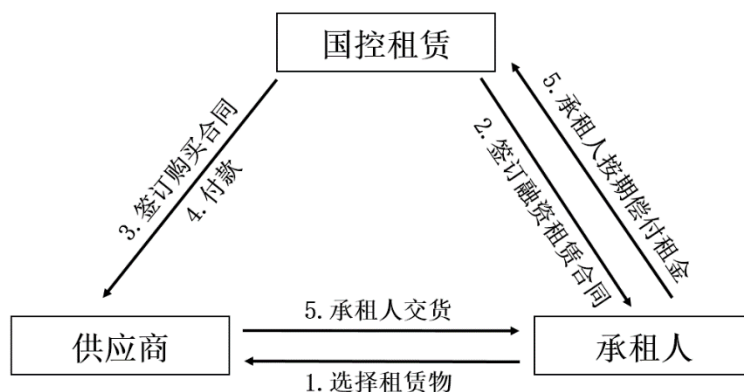 国控租赁
3. 签订购买合同
4. 付款
2. 签订融资租赁合同
5. 承租人按期偿付租金
供应商
5. 承租人交货
1. 选择租赁物
承租人